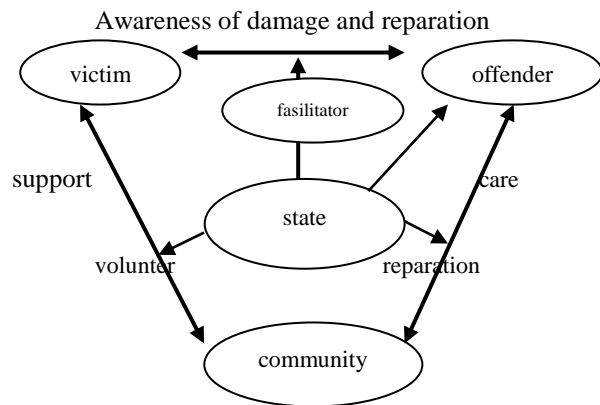 Awareness of damage and reparation
victim
offender
fasilitator
support
care
state
volunter
reparation
community